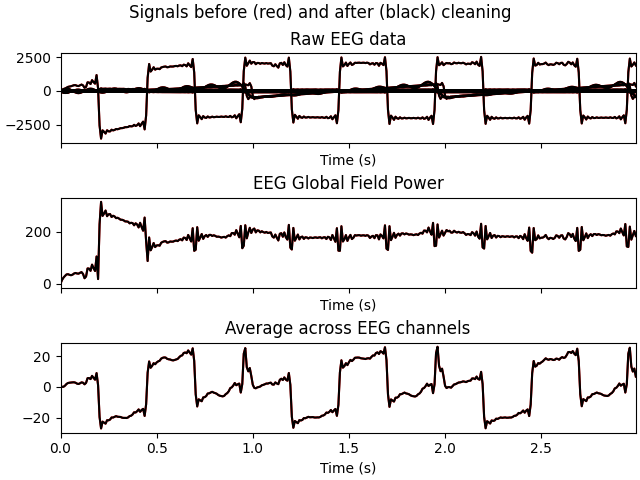 Signals before (red) and after (black) cleaning
Raw EEG data
2500
0
−2500
Time (s)
EEG Global Field Power
200
0
Time (s)
Average across EEG channels
20
0
−20
0.0 0.5 1.0 1.5 2.0 2.5
Time (s)